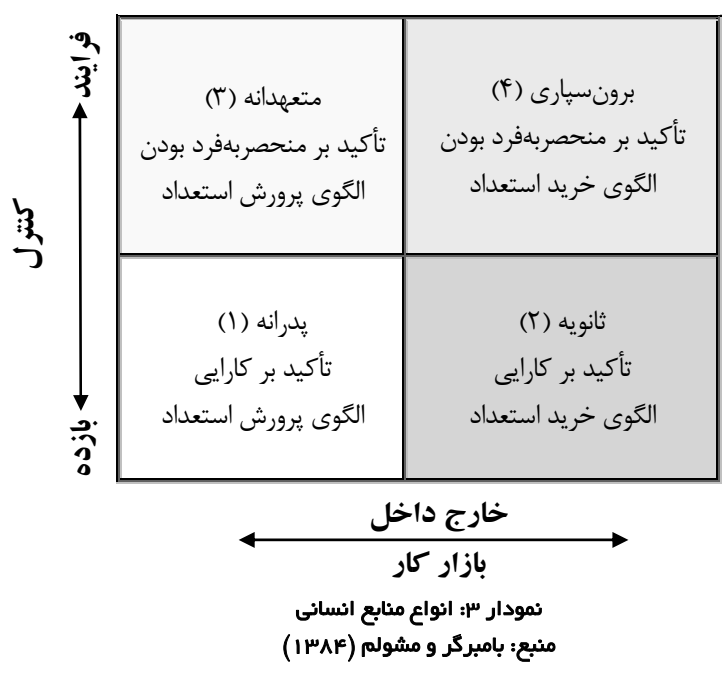 فرایند
کنترل
بازده
متعهدانه (۳)
تأکید بر منحصربه‌فرد بودن
الگوی پرورش استعداد
برون‌سپاری (۴)
تأکید بر منحصربه‌فرد بودن
الگوی خرید استعداد
پدرانه (۱)
تأکید بر کارایی
الگوی پرورش استعداد
ثانویه (۲)
تأکید بر کارایی
الگوی خرید استعداد
خارج داخل
بازار کار
نمودار ۳: انواع منابع انسانی
منبع: بامبرگر و مشولم (۱۳۸۴)